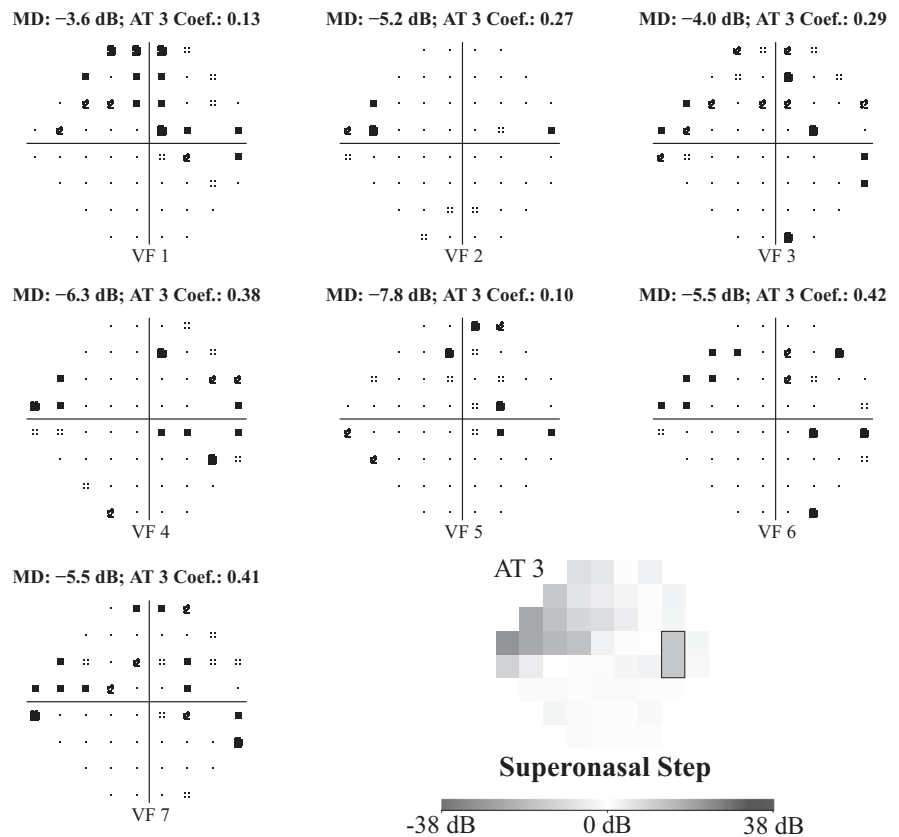 MD: −3.6 dB; AT 3 Coef.: 0.13
MD: −5.2 dB; AT 3 Coef.: 0.27
MD: −4.0 dB; AT 3 Coef.: 0.29
VF 1
VF 2
VF 3
MD: −6.3 dB; AT 3 Coef.: 0.38
MD: −7.8 dB; AT 3 Coef.: 0.10
MD: −5.5 dB; AT 3 Coef.: 0.42
VF 4
VF 5
VF 6
MD: −5.5 dB; AT 3 Coef.: 0.41
AT 3
VF 7
Superonasal Step
-38 dB
0 dB
38 dB